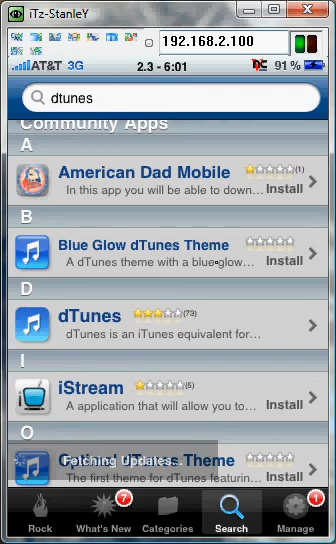 iTz-StanleY
192.168.2.100
AT&T 3G 2.3 - 6:01 91 %
dtunes
Community Apps
A
American Dad Mobile (1)
In this app you will be able to down... Install
B
Blue Glow dTunes Theme
A dTunes theme with a blue glow... Install
D
dTunes (73)
dTunes is an iTunes equivalent for...
I
iStream (5)
A application that will allow you to... Install
O
dTunes Theme
Fetching Updates...
The first theme for dTunes featurin... Install
Rock 7 What's New Categories Search 1 Manage